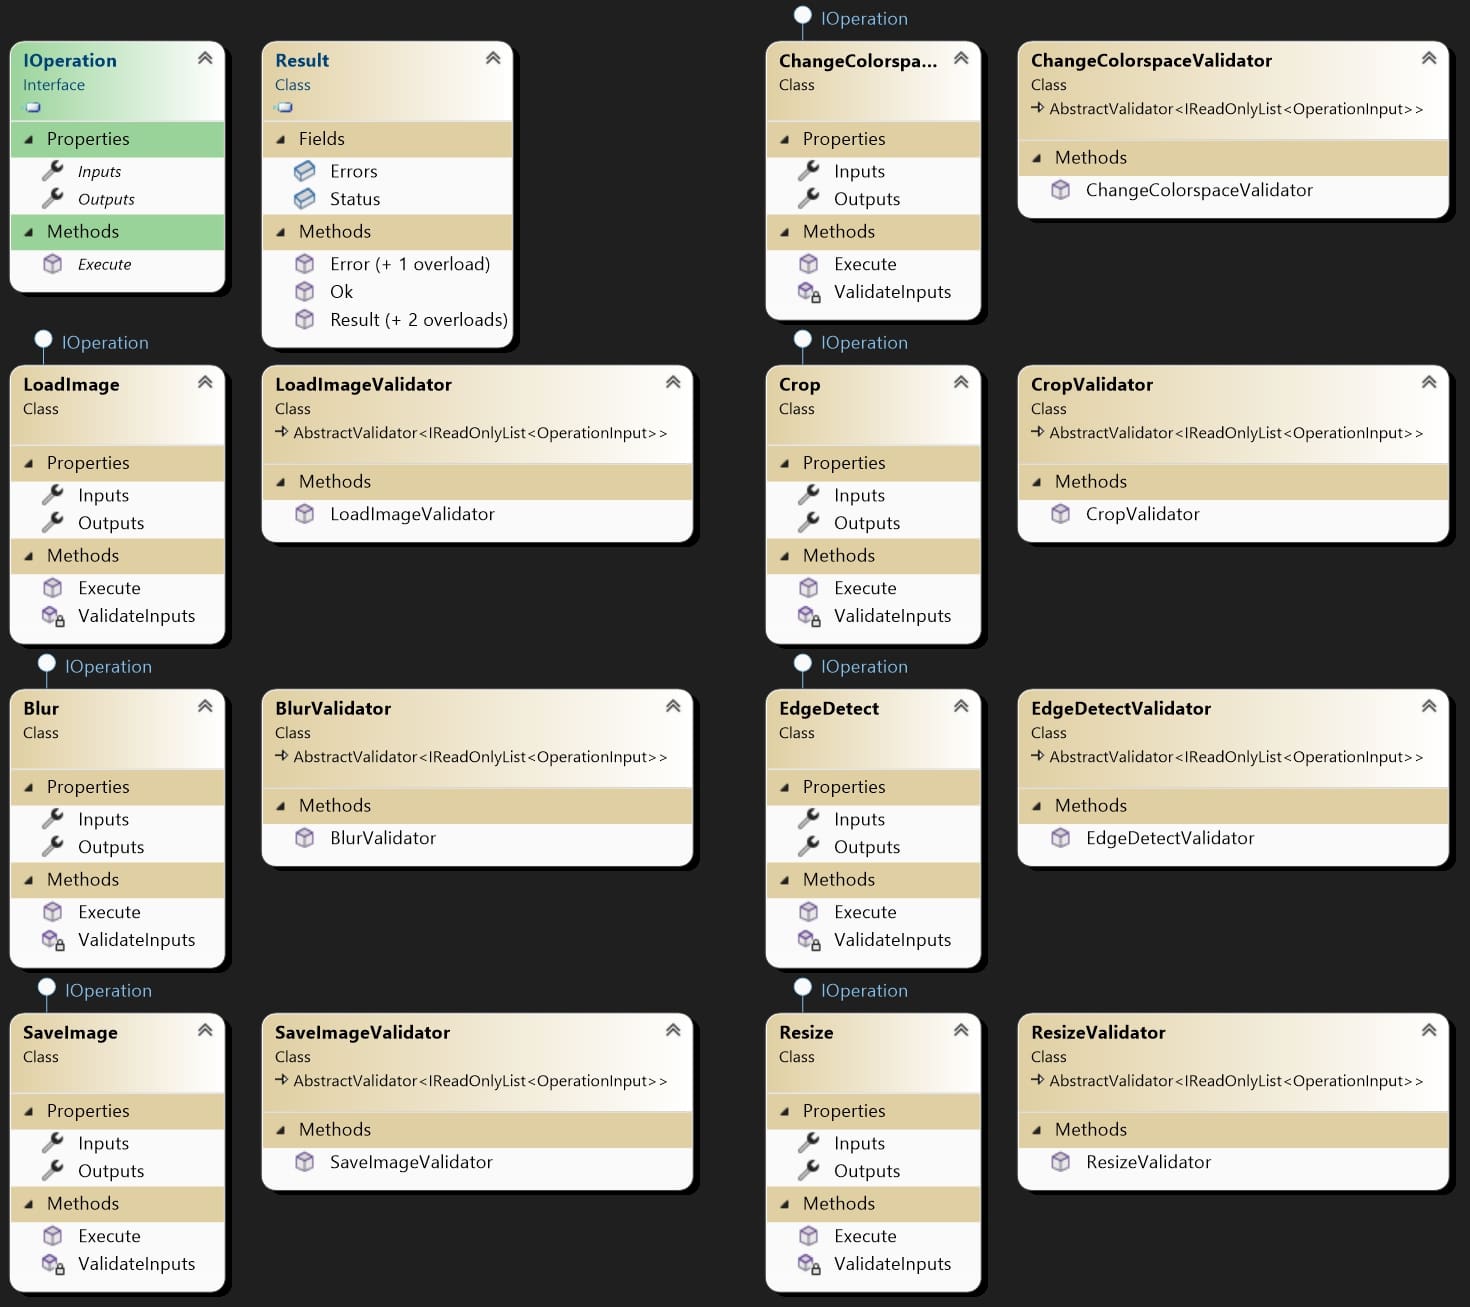 IOperation
Interface
Properties
Inputs
Outputs
Methods
Execute
Result
Class
Fields
Errors
Status
Methods
Error (+ 1 overload)
Ok
Result (+ 2 overloads)
IOperation
ChangeColorspa...
Class
Properties
Inputs
Outputs
Methods
Execute
ValidateInputs
ChangeColorspaceValidator
Class
AbstractValidator<IReadOnlyList<OperationInput>>
Methods
ChangeColorspaceValidator
IOperation
LoadImage
Class
Properties
Inputs
Outputs
Methods
Execute
ValidateInputs
LoadImageValidator
Class
AbstractValidator<IReadOnlyList<OperationInput>>
Methods
LoadImageValidator
IOperation
Crop
Class
Properties
Inputs
Outputs
Methods
Execute
ValidateInputs
CropValidator
Class
AbstractValidator<IReadOnlyList<OperationInput>>
Methods
CropValidator
IOperation
Blur
Class
Properties
Inputs
Outputs
Methods
Execute
ValidateInputs
BlurValidator
Class
AbstractValidator<IReadOnlyList<OperationInput>>
Methods
BlurValidator
IOperation
EdgeDetect
Class
Properties
Inputs
Outputs
Methods
Execute
ValidateInputs
EdgeDetectValidator
Class
AbstractValidator<IReadOnlyList<OperationInput>>
Methods
EdgeDetectValidator
IOperation
SaveImage
Class
Properties
Inputs
Outputs
Methods
Execute
ValidateInputs
SaveImageValidator
Class
AbstractValidator<IReadOnlyList<OperationInput>>
Methods
SaveImageValidator
IOperation
Resize
Class
Properties
Inputs
Outputs
Methods
Execute
ValidateInputs
ResizeValidator
Class
AbstractValidator<IReadOnlyList<OperationInput>>
Methods
ResizeValidator